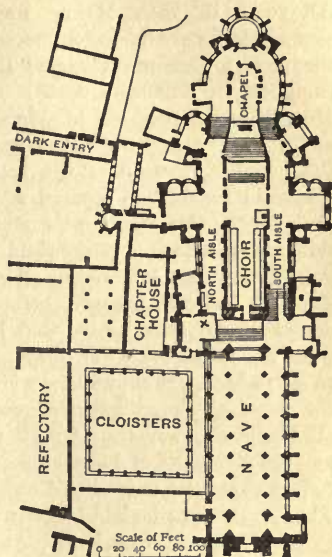 CHAPEL
DARK ENTRY
NORTH AISLE
CHOIR
SOUTH AISLE
CHAPTER
HOUSE
x
REFECTORY
CLOISTERS
NAVE
Scale of Feet
0 20 40 60 80 100